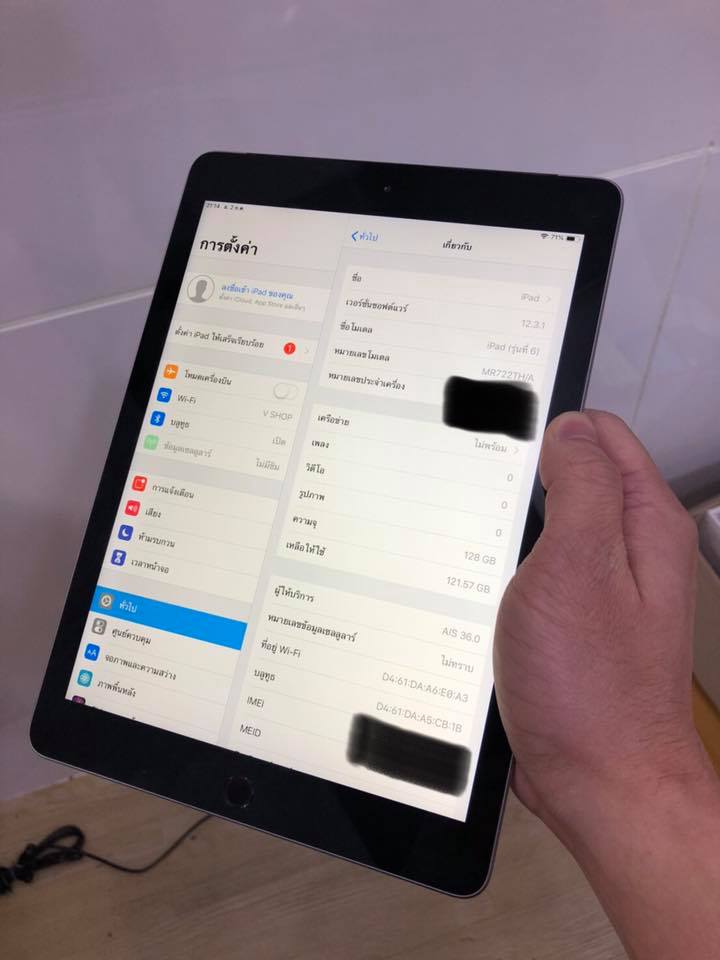 21:14 อ. 2 ก.ค.
71%
การตั้งค่า
ลงชื่อเข้า iPad ของคุณ
ตั้งค่า iCloud, App Store และอื่นๆ
ตั้งค่า iPad ให้เสร็จเรียบร้อย 1
โหมดเครื่องบิน
Wi-Fi V SHOP
บลูทูธ เปิด
ข้อมูลเซลลูลาร์ ไม่มีซิม
การแจ้งเตือน
เสียง
ห้ามรบกวน
เวลาหน้าจอ
ทั่วไป
ศูนย์ควบคุม
AA จอภาพและความสว่าง
ภาพพื้นหลัง
ทั่วไป
เกี่ยวกับ
ชื่อ iPad
เวอร์ชั่นซอฟต์แวร์ 12.3.1
ชื่อโมเดล iPad (รุ่นที่ 6)
หมายเลขโมเดล MR722TH/A
หมายเลขประจำเครื่อง
เครือข่าย ไม่พร้อม
เพลง 0
วิดีโอ 0
รูปภาพ 0
ความจุ 128 GB
เหลือให้ใช้ 121.57 GB
ผู้ให้บริการ AIS 36.0
หมายเลขข้อมูลเซลลูลาร์ ไม่ทราบ
ที่อยู่ Wi-Fi D4:61:DA:A6:E0:A3
บลูทูธ D4:61:DA:A5:CB:1B
IMEI
MEID